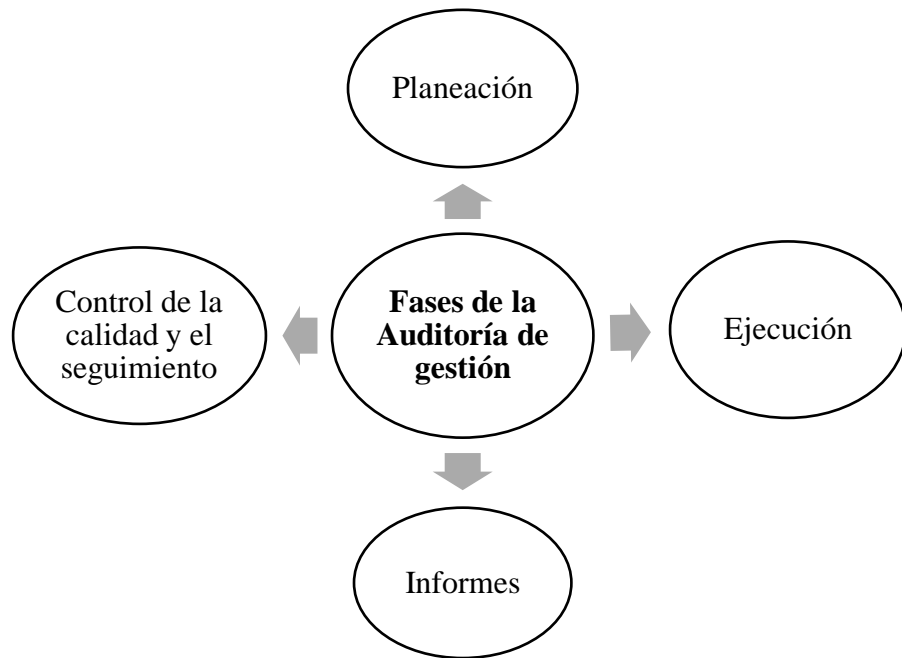 Planeación
Control de la
calidad y el
seguimiento
Fases de la
Auditoría de
gestión
Ejecución
Informes